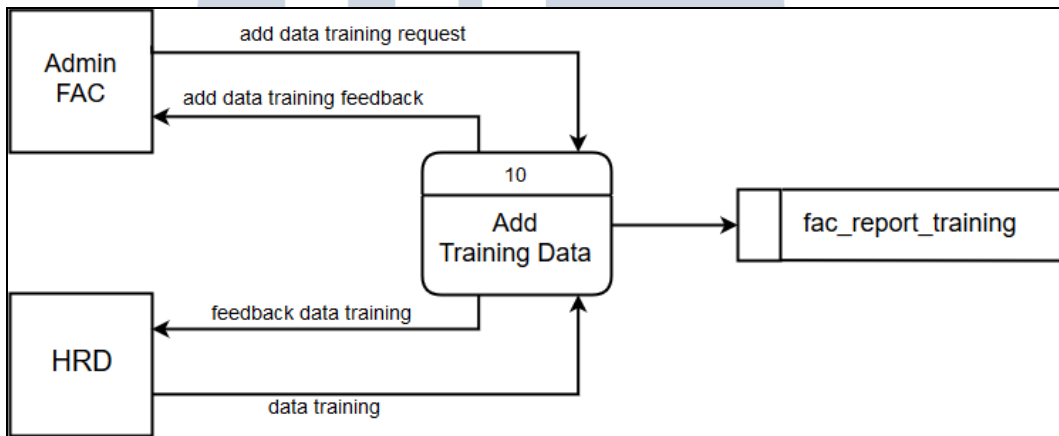 add data training request
Admin
FAC
add data training feedback
10
Add
Training Data
fac_report_training
feedback data training
HRD
data training